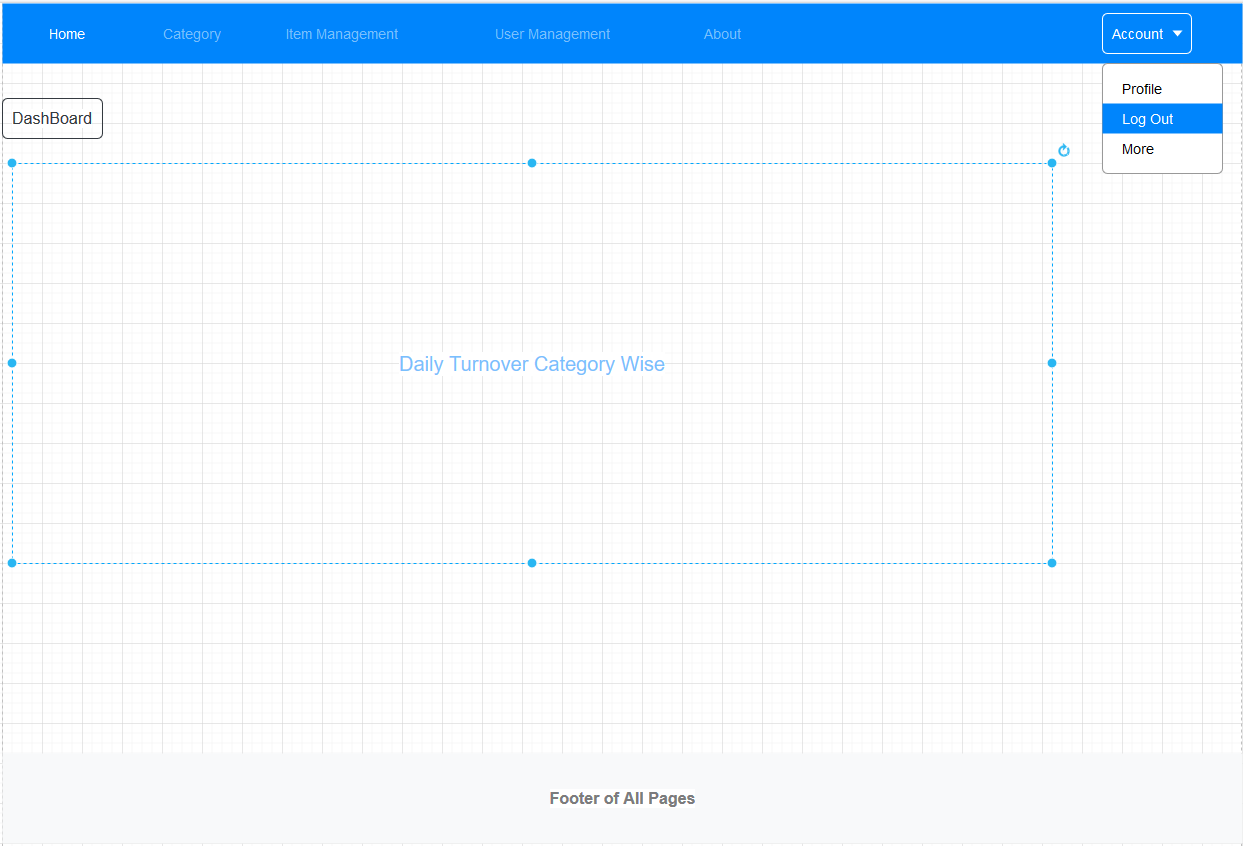 Home Category Item Management User Management About Account
Profile
DashBoard
Log Out
More
Daily Turnover Category Wise
Footer of All Pages